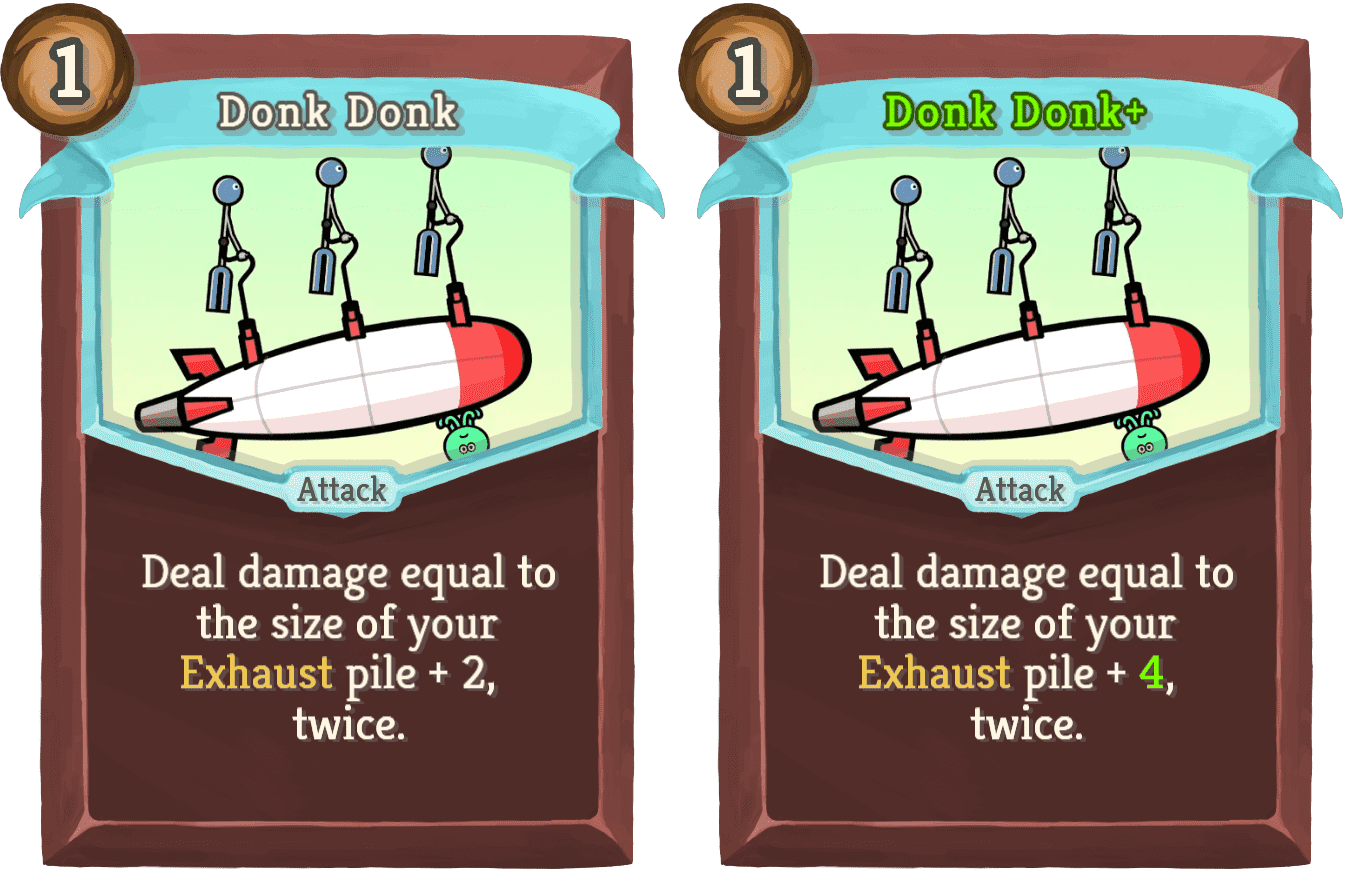 1
Donk Donk
Attack
Deal damage equal to
the size of your
Exhaust pile + 2,
twice.
1
Donk Donk+
Attack
Deal damage equal to
the size of your
Exhaust pile + 4,
twice.